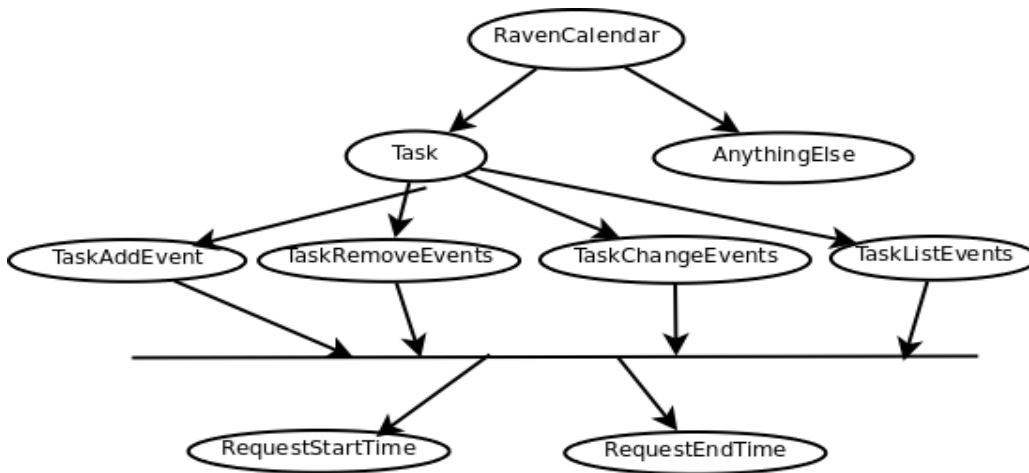 RavenCalendar
Task
AnythingElse
TaskAddEvent
TaskRemoveEvents
TaskChangeEvents
TaskListEvents
RequestStartTime
RequestEndTime